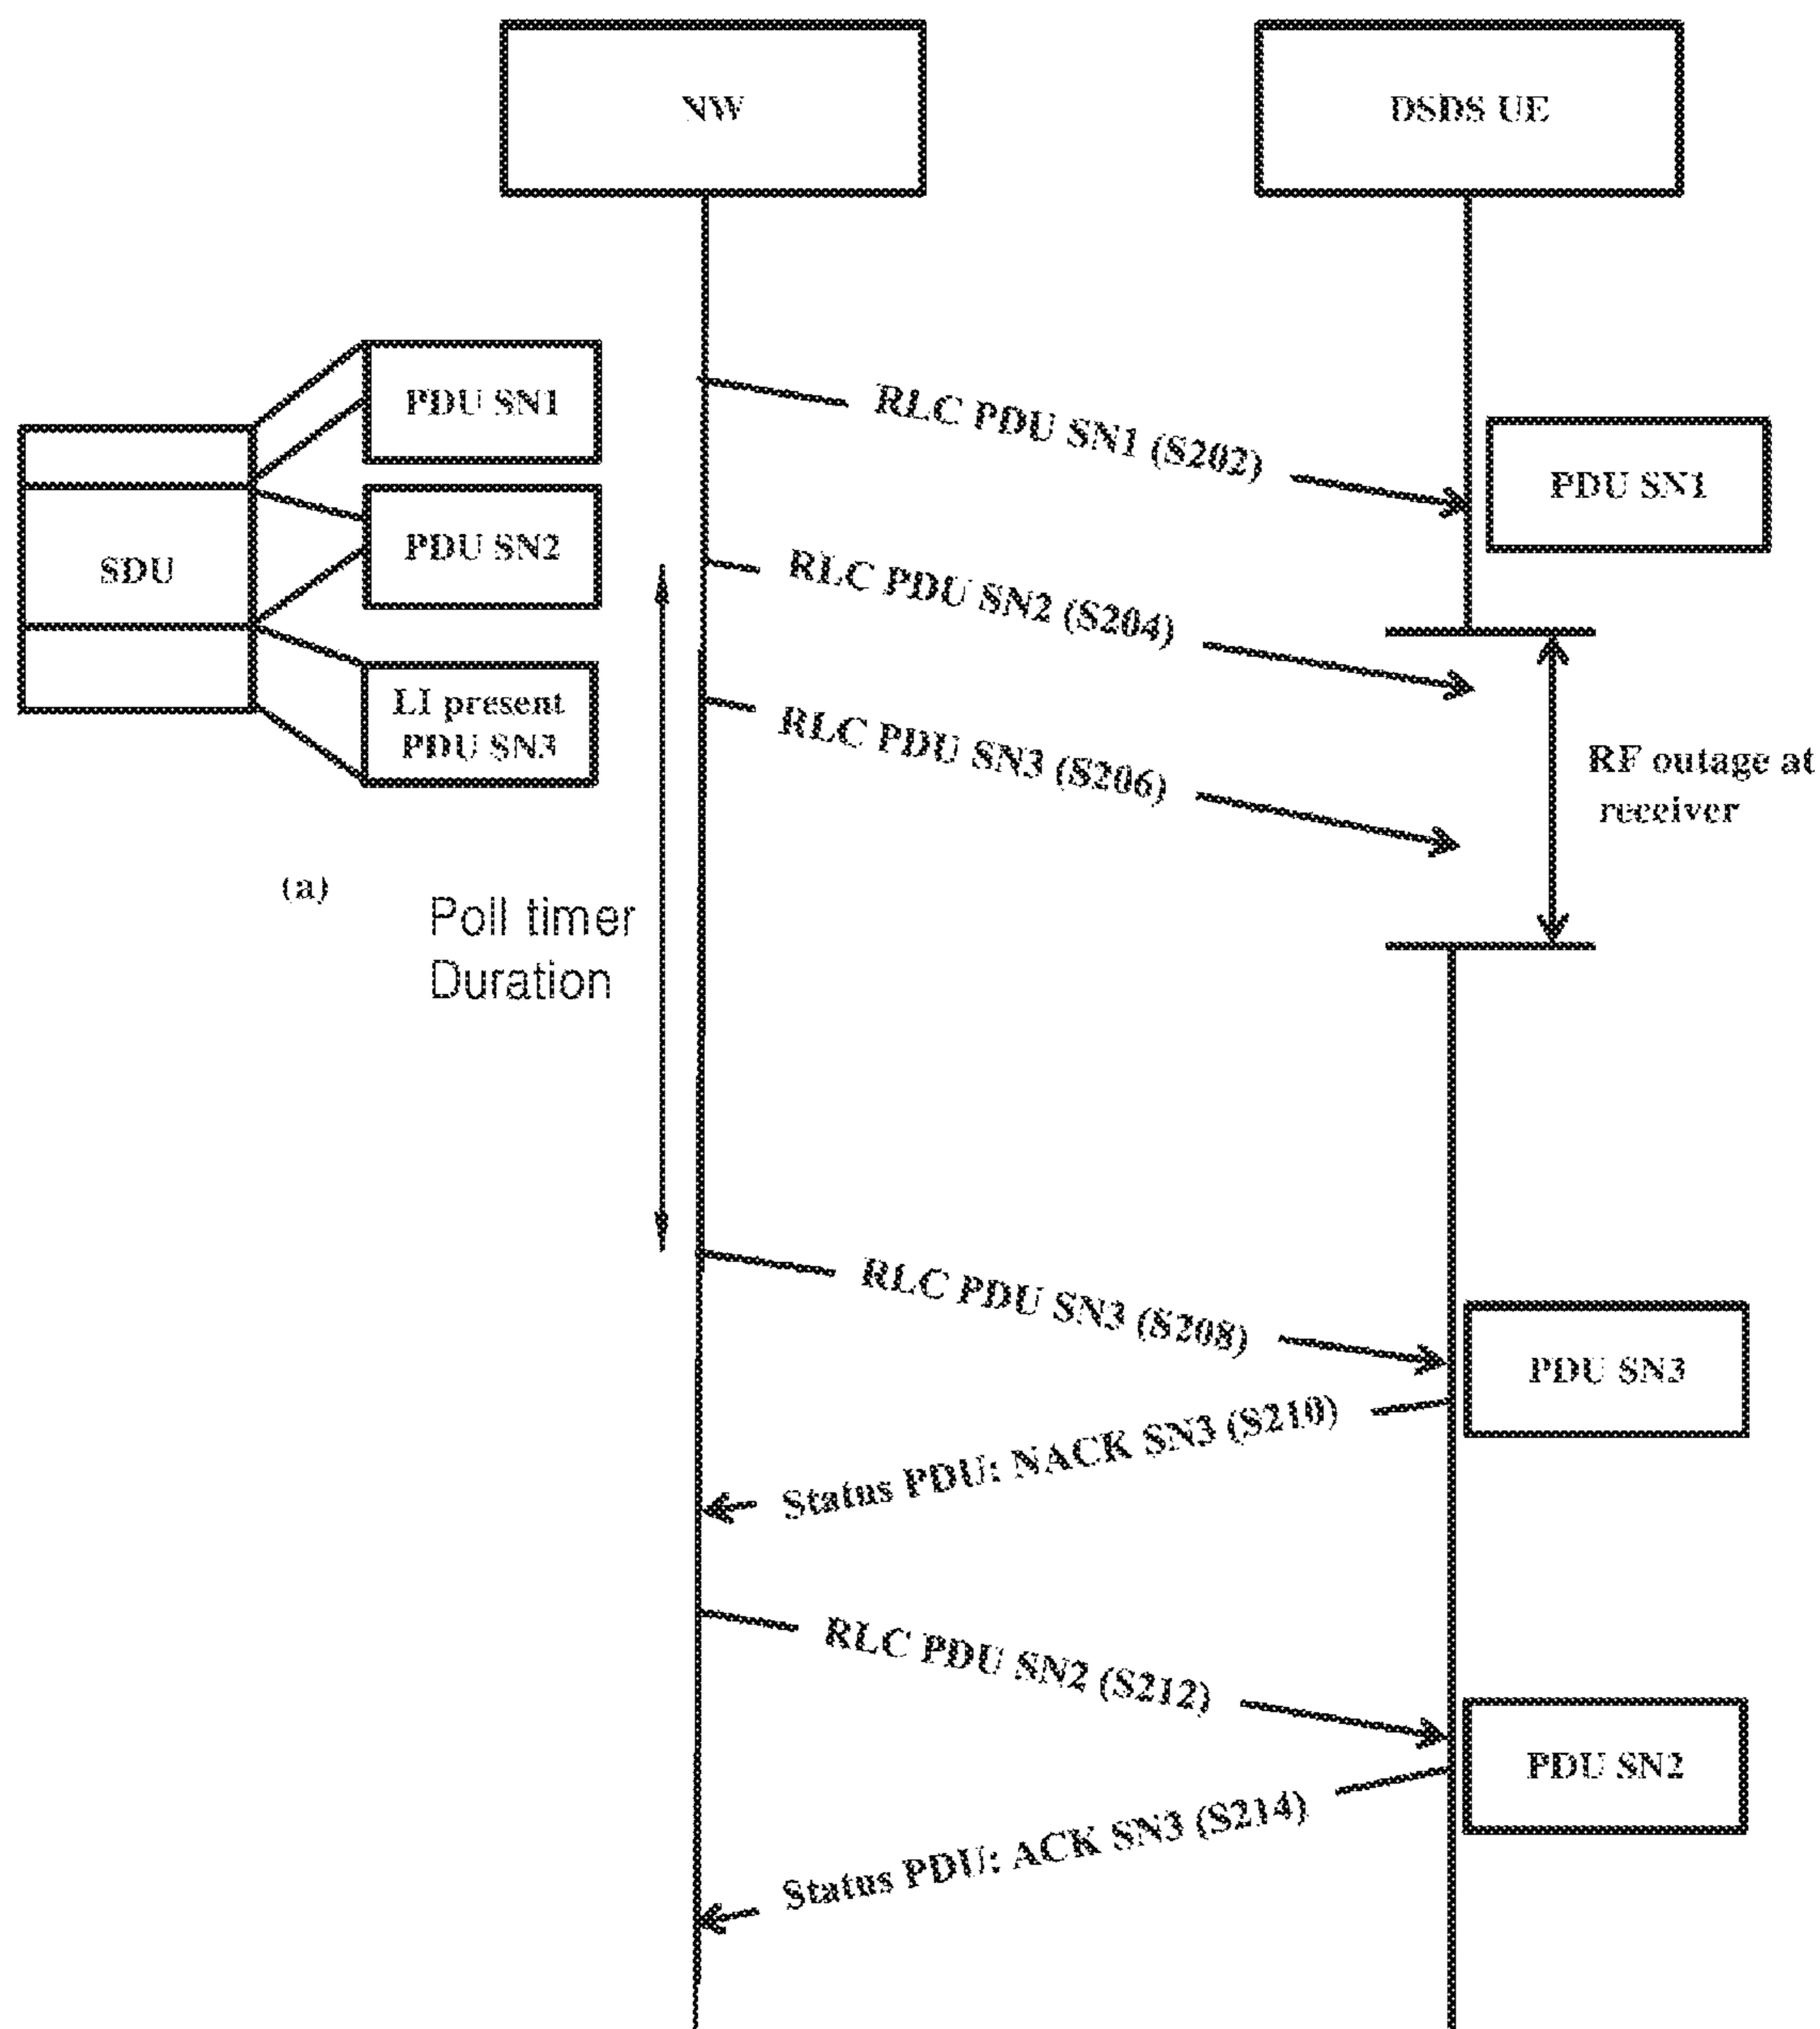 NW
DSDS UE
PDU SN1
RLC PDU SN1 (S202)
PDU SN1
SDU
PDU SN2
RLC PDU SN2 (S204)
LI present
PDU SN3
RLC PDU SN3 (S206)
RF outage at
receiver
(a)
Poll timer
Duration
RLC PDU SN3 (S208)
PDU SN3
Status PDU: NACK SN3 (S210)
RLC PDU SN2 (S212)
PDU SN2
Status PDU: ACK SN3 (S214)